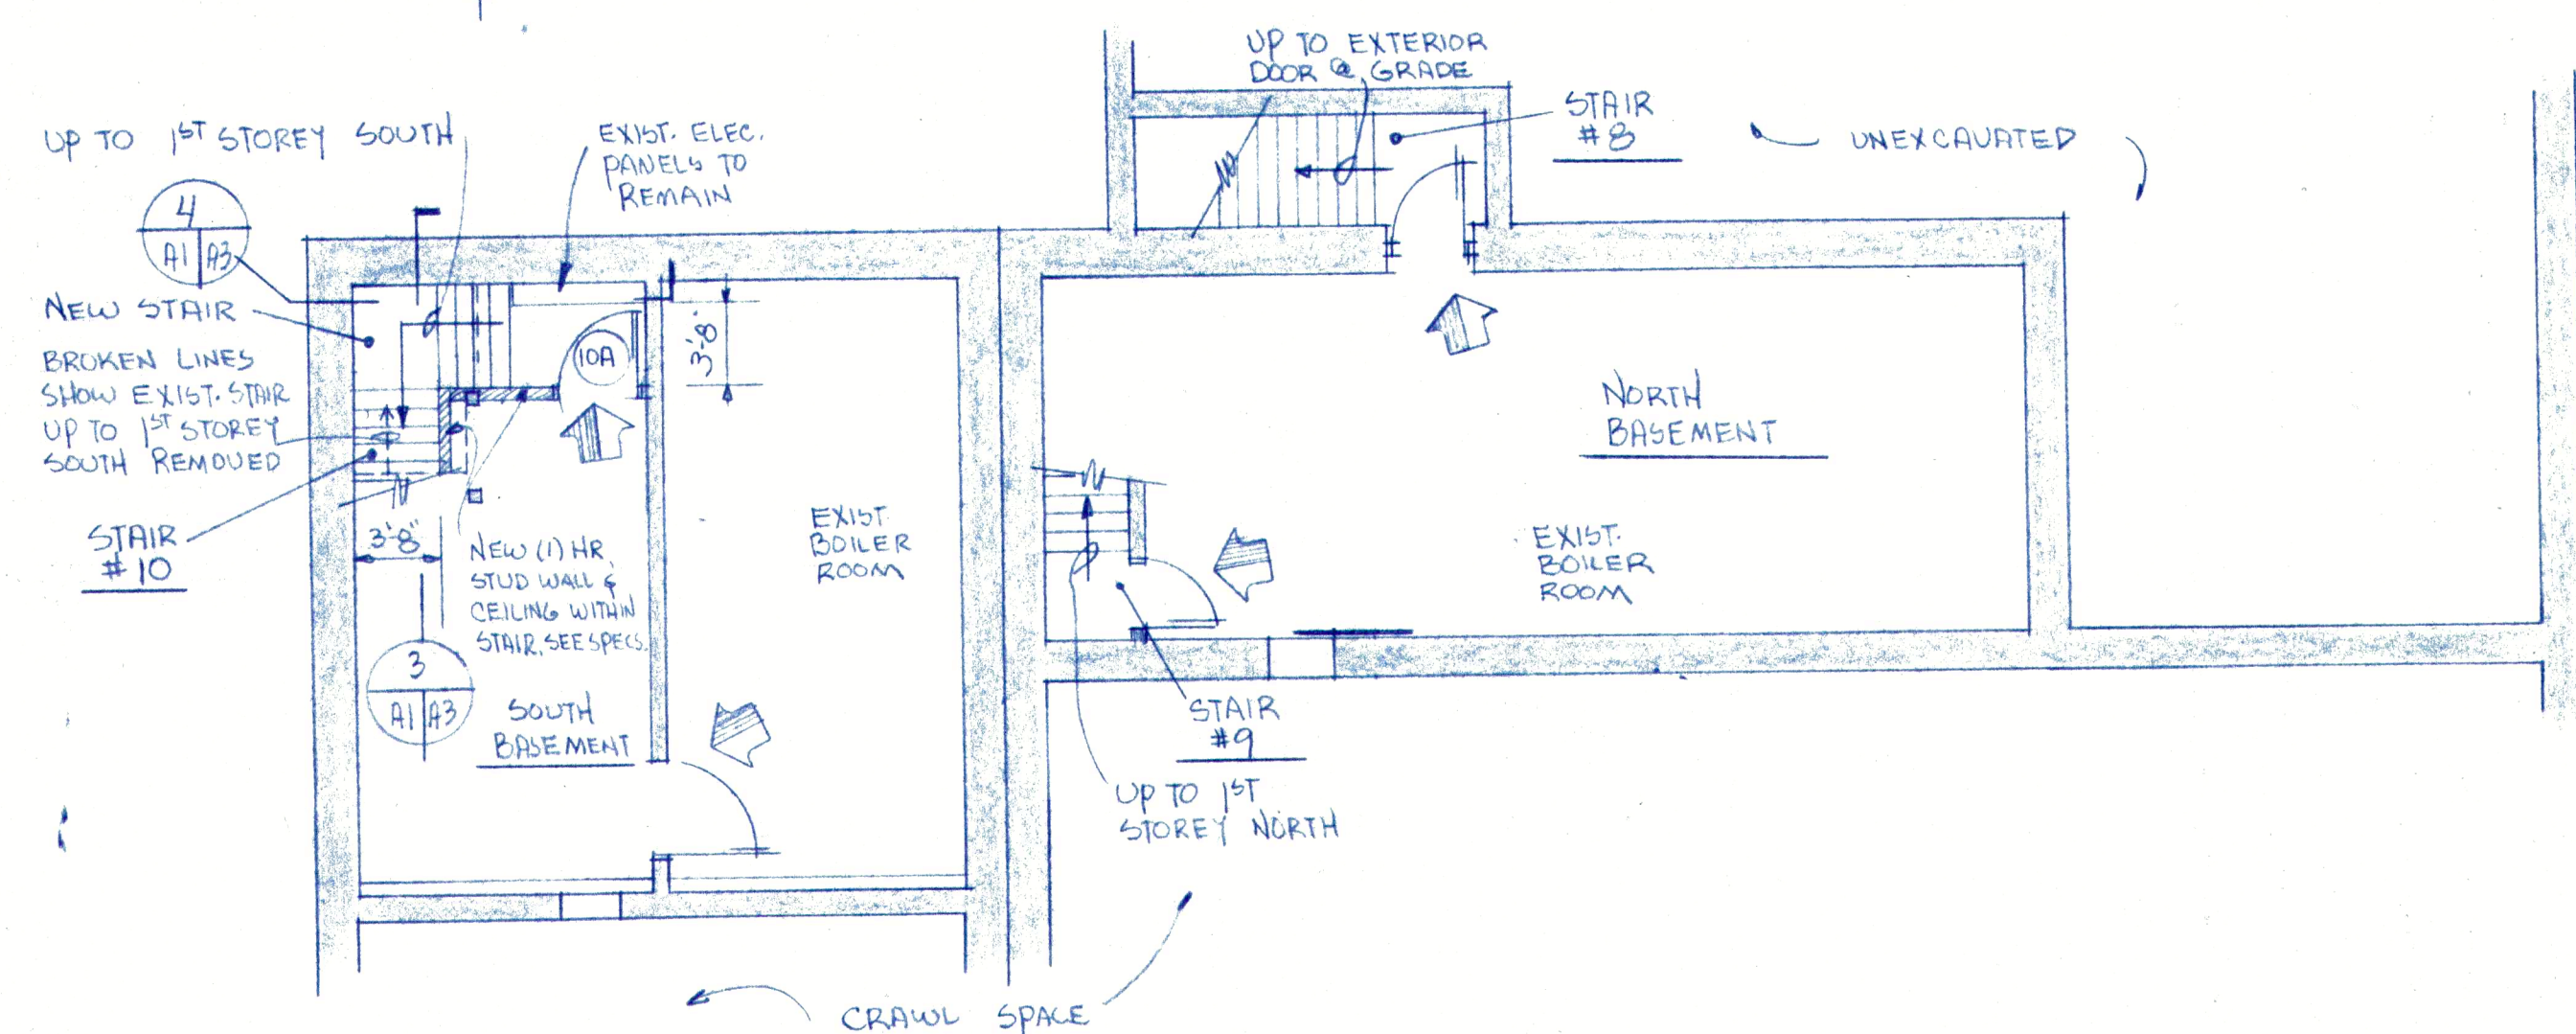 UP TO EXTERIOR
DOOR @ GRADE
STAIR
#8
UNEXCAVATED
UP TO 1ST STOREY SOUTH
EXIST. ELEC.
PANELS TO
REMAIN
4
A1 A3
NEW STAIR
BROKEN LINES
SHOW EXIST. STAIR
UP TO 1ST STOREY
SOUTH REMOVED
10A
3'-8"
STAIR
#10
3'-8"
NEW (1) HR.
STUD WALL &
CEILING WITHIN
STAIR, SEE SPECS.
3
A1 A3
SOUTH
BASEMENT
EXIST.
BOILER
ROOM
NORTH
BASEMENT
EXIST.
BOILER
ROOM
STAIR
#9
UP TO 1ST
STOREY NORTH
CRAWL SPACE